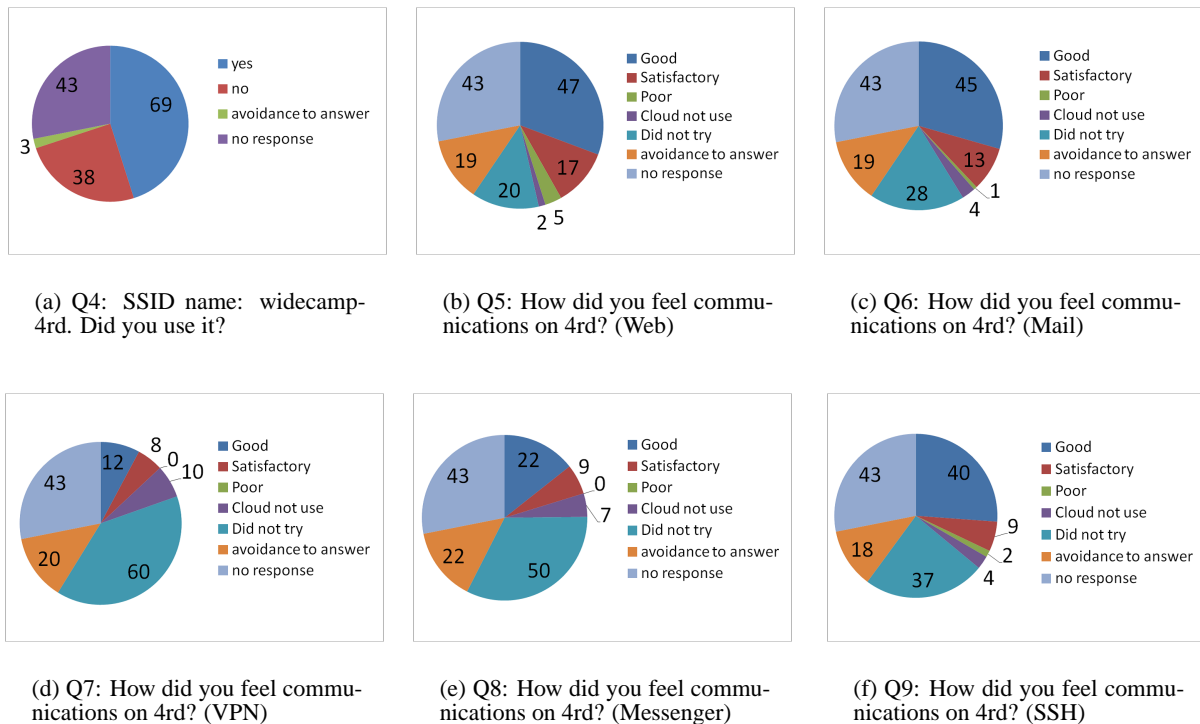 yes
no
avoidance to answer
no response
69
38
3
43
(a) Q4: SSID name: widecamp-
4rd. Did you use it?
Good
Satisfactory
Poor
Cloud not use
Did not try
avoidance to answer
no response
47
17
5
2
20
19
43
(b) Q5: How did you feel commu-
nications on 4rd? (Web)
Good
Satisfactory
Poor
Cloud not use
Did not try
avoidance to answer
no response
45
13
1
4
28
19
43
(c) Q6: How did you feel commu-
nications on 4rd? (Mail)
Good
Satisfactory
Poor
Cloud not use
Did not try
avoidance to answer
no response
12
8
0
10
60
20
43
(d) Q7: How did you feel commu-
nications on 4rd? (VPN)
Good
Satisfactory
Poor
Cloud not use
Did not try
avoidance to answer
no response
22
9
0
7
50
22
43
(e) Q8: How did you feel commu-
nications on 4rd? (Messenger)
Good
Satisfactory
Poor
Cloud not use
Did not try
avoidance to answer
no response
40
9
2
4
37
18
43
(f) Q9: How did you feel commu-
nications on 4rd? (SSH)